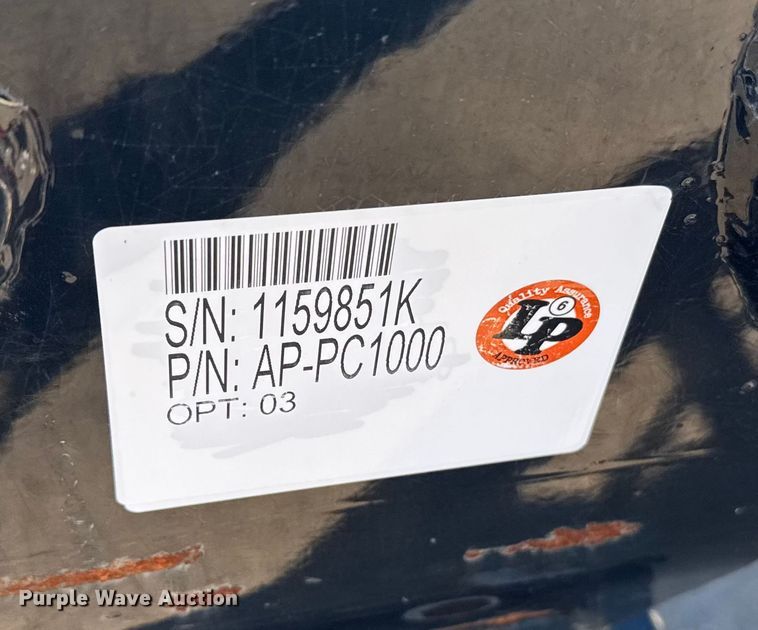 S/N: 1159851K
P/N: AP-PC1000
OPT: 03
Quality Assurance
6
LP
APPROVED
Purple Wave Auction